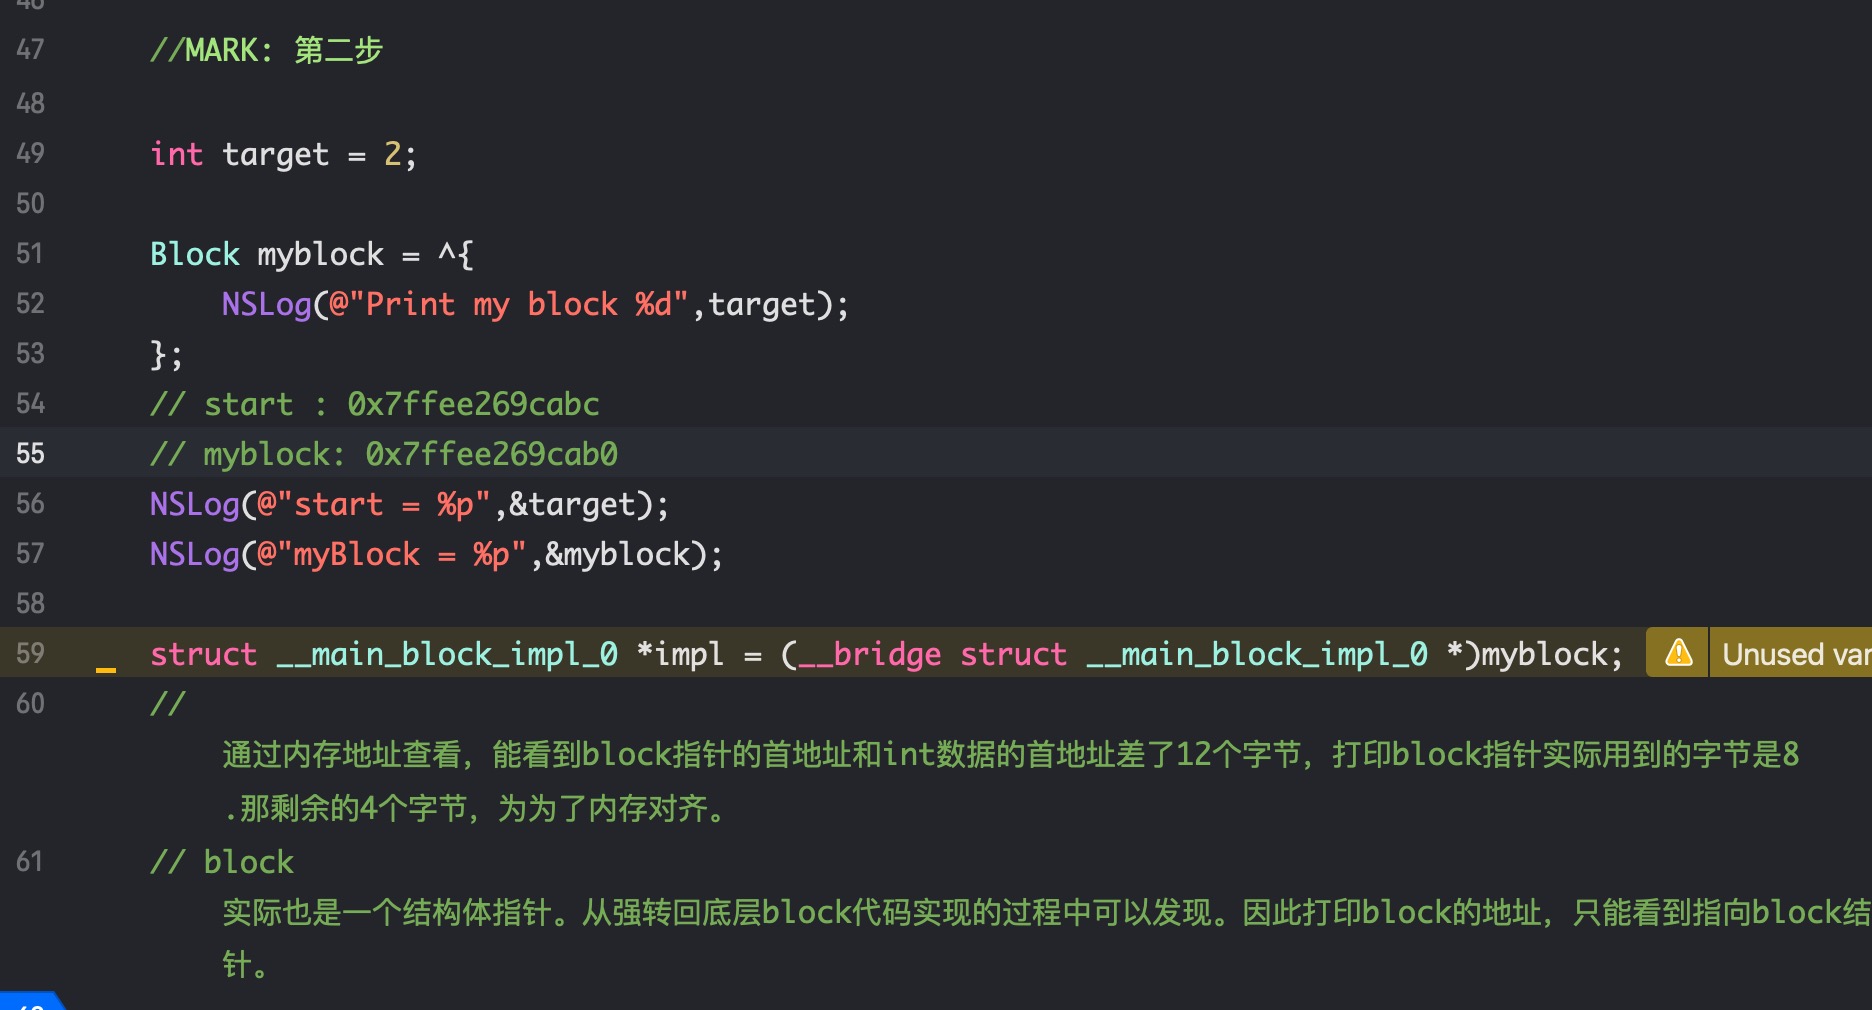 47 //MARK: 第二步
48
49 int target = 2;
50
51 Block myblock = ^{
52 NSLog(@"Print my block %d",target);
53 };
54 // start : 0x7ffee269cabc
55 // myblock: 0x7ffee269cab0
56 NSLog(@"start = %p",&target);
57 NSLog(@"myBlock = %p",&myblock);
58
59 struct __main_block_impl_0 *impl = (__bridge struct __main_block_impl_0 *)myblock; Unused var
60 //
通过内存地址查看，能看到block指针的首地址和int数据的首地址差了12个字节，打印block指针实际用到的字节是8
.那剩余的4个字节，为为了内存对齐。
61 // block
实际也是一个结构体指针。从强转回底层block代码实现的过程中可以发现。因此打印block的地址，只能看到指向block结
针。